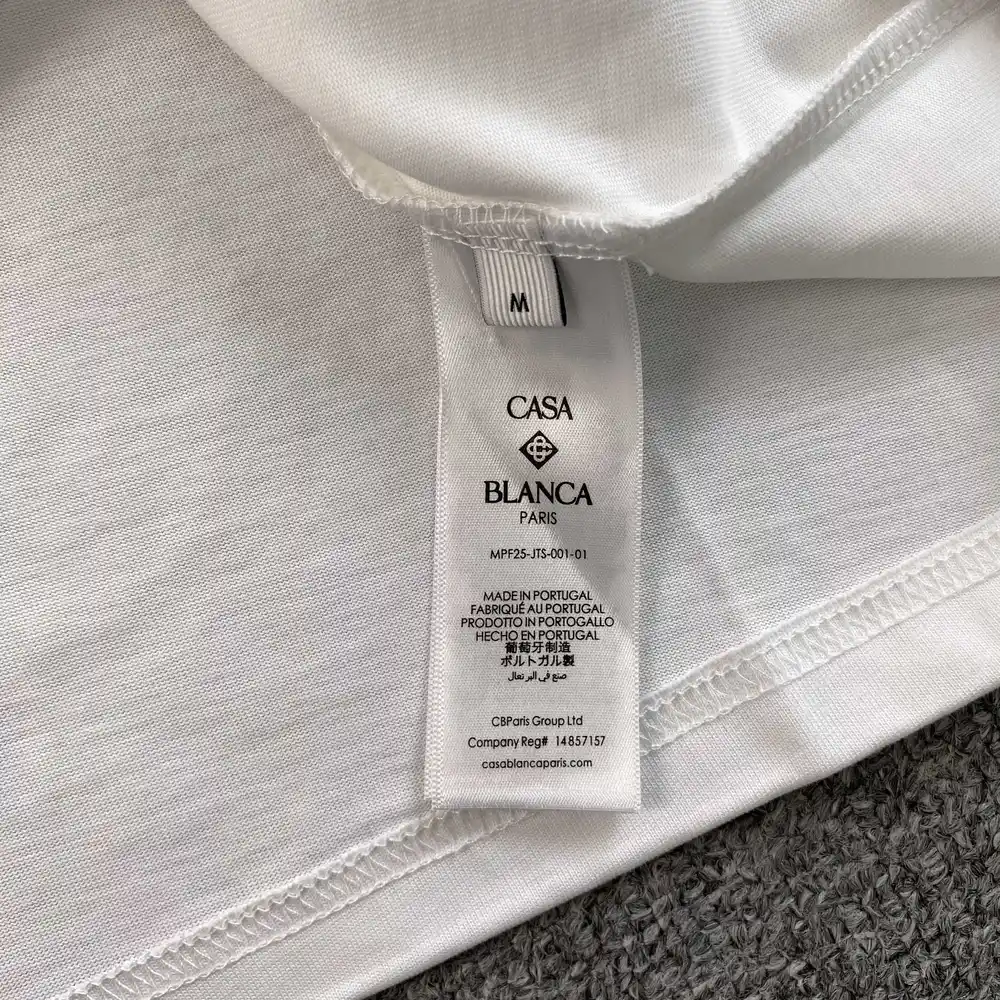 M
CASA
BLANCA
PARIS
MPF25-JTS-001-01
MADE IN PORTUGAL
FABRIQUÉ AU PORTUGAL
PRODOTTO IN PORTOGALLO
HECHO EN PORTUGAL
葡萄牙制造
ポルトガル製
صنع في البرتغال
CBParis Group Ltd
Company Reg# 14857157
casablancaparis.com